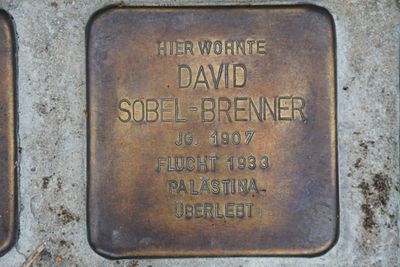 HIER WOHNTE
DAVID
SOBEL-BRENNER
JG. 1907
FLUCHT 1933
PALÄSTINA
ÜBERLEBT